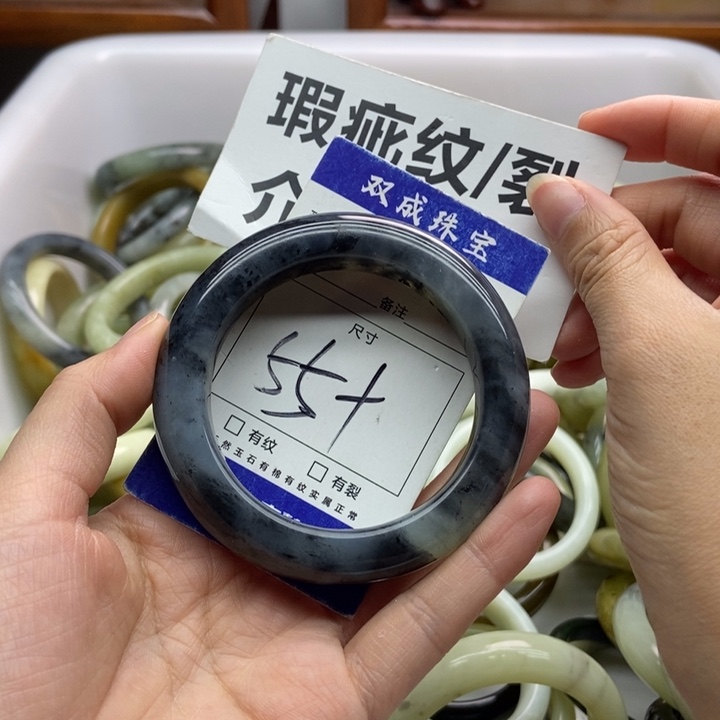 瑕疵纹/裂
介
双成珠宝
备注
尺寸
55+
有纹
有裂
然玉石有棉有纹实属正常